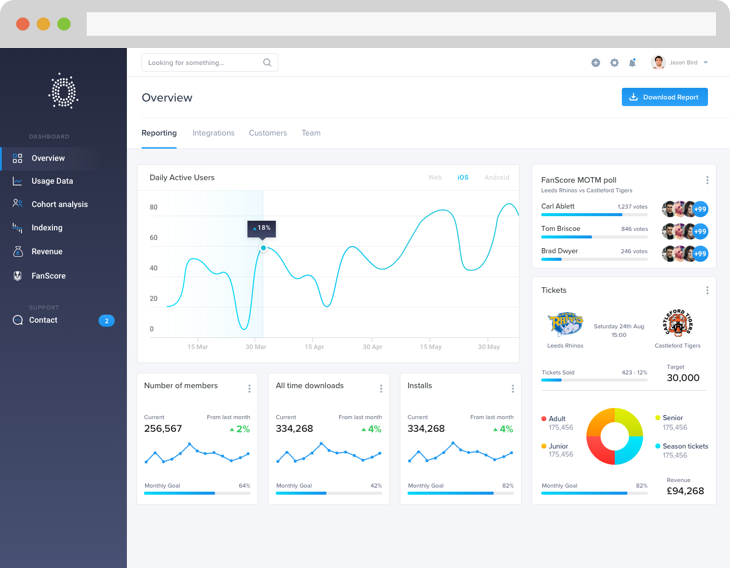 Looking for something...
Jason Bird
Overview
Download Report
DASHBOARD
Overview
Usage Data
Cohort analysis
Indexing
Revenue
FanScore
SUPPORT
Contact
2
Reporting
Integrations
Customers
Team
Daily Active Users
Web
iOS
Android
80
60
40
20
0
18%
15 Mar
30 Mar
15 Apr
30 Apr
15 May
30 May
Number of members
Current
From last month
256,567
2%
Monthly Goal
64%
All time downloads
Current
From last month
334,268
4%
Monthly Goal
42%
Installs
Current
From last month
334,268
4%
Monthly Goal
82%
FanScore MOTM poll
Leeds Rhinos vs Castleford Tigers
Carl Ablett
1,237 votes
+99
Tom Briscoe
846 votes
+99
Brad Dwyer
246 votes
+99
Tickets
RHINOS
Saturday 24th Aug
15:00
CASTLEFORD TIGERS
Leeds Rhinos
Castleford Tigers
Tickets Sold
423 - 12%
Target
30,000
Adult
175,456
Junior
175,456
Senior
175,456
Season tickets
175,456
Monthly Goal
82%
Revenue
£94,268